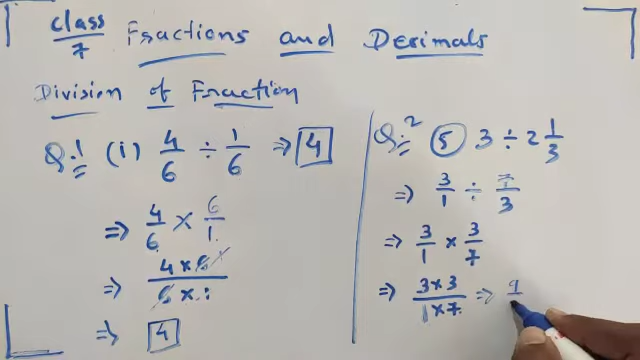 class 7 Fractions and Decimals
Division of Fraction
Q.1 (i) 4/6 ÷ 1/6 ⇒ 4
⇒ 4/6 × 6/1
⇒ 4×6/6×1
⇒ 4
Q.2 (5) 3 ÷ 2 1/3
⇒ 3/1 ÷ 7/3
⇒ 3/1 × 3/7
⇒ 3×3/1×7 ⇒ 9/